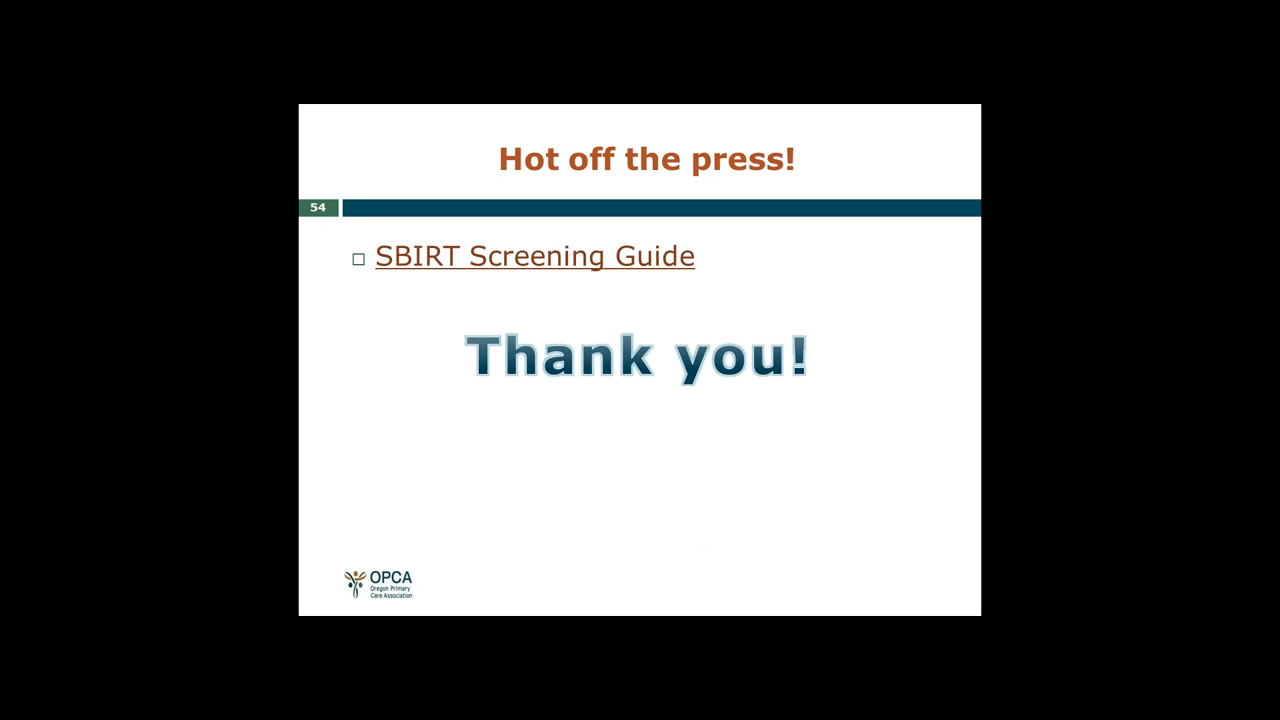 Hot off the press!
54
SBIRT Screening Guide
Thank you!
OPCA
Oregon Primary
Care Association